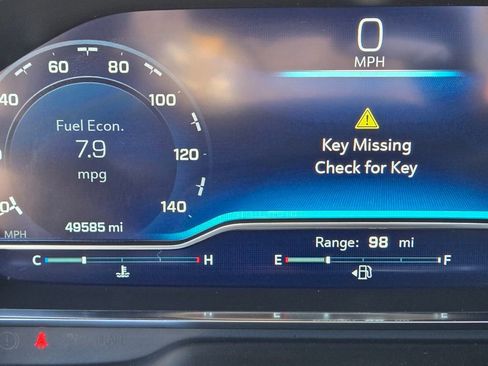 0
MPH
60 80
40 100
120
140
MPH
Fuel Econ.
7.9
mpg
49585 mi
Key Missing
Check for Key
C H
Range: 98 mi
E F